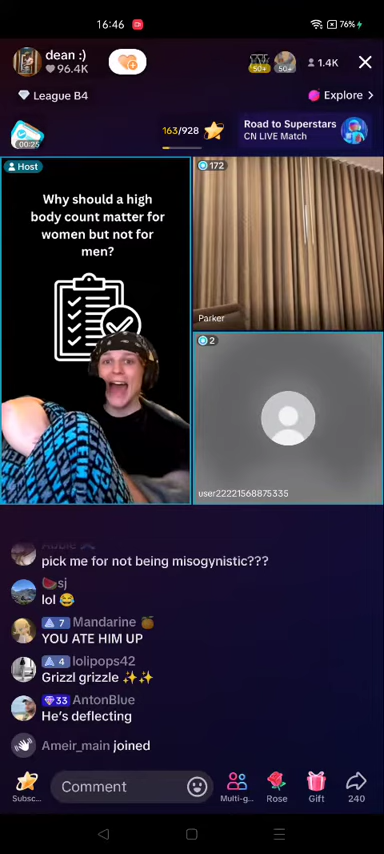 16:46
76%
dean :)
96.4K
50+
50+
1.4K
League B4
Explore
00:25
163/928
Road to Superstars
CN LIVE Match
Host
Why should a high
body count matter for
women but not for
men?
172
Parker
2
user22221568875335
pick me for not being misogynistic???
sj
lol 😂
7 Mandarine 🍊
YOU ATE HIM UP
4 lolipops42
Grizzl grizzle ✨✨
33 AntonBlue
He's deflecting
Ameir_main joined
Comment
Subsc...
Multi-g...
Rose
Gift
240